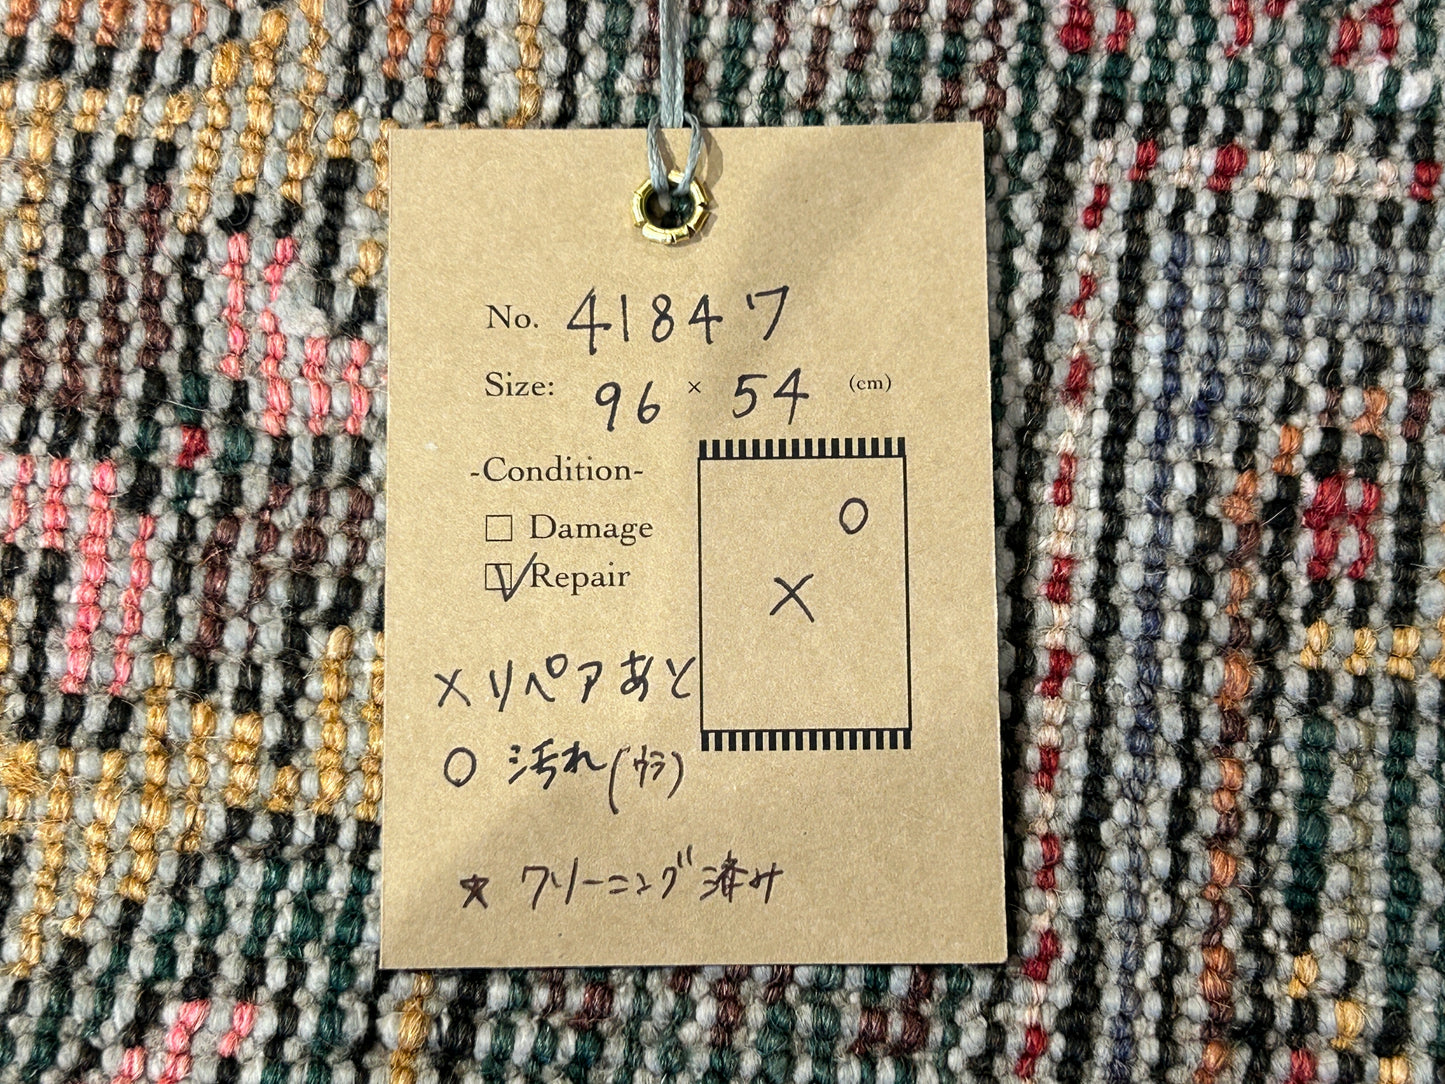 No. 41847
Size: 96 × 54 (cm)
-Condition-
□ Damage
☑ Repair
○
×
× リペアあと
○ 汚れ(ウラ)
★ クリーニング済み